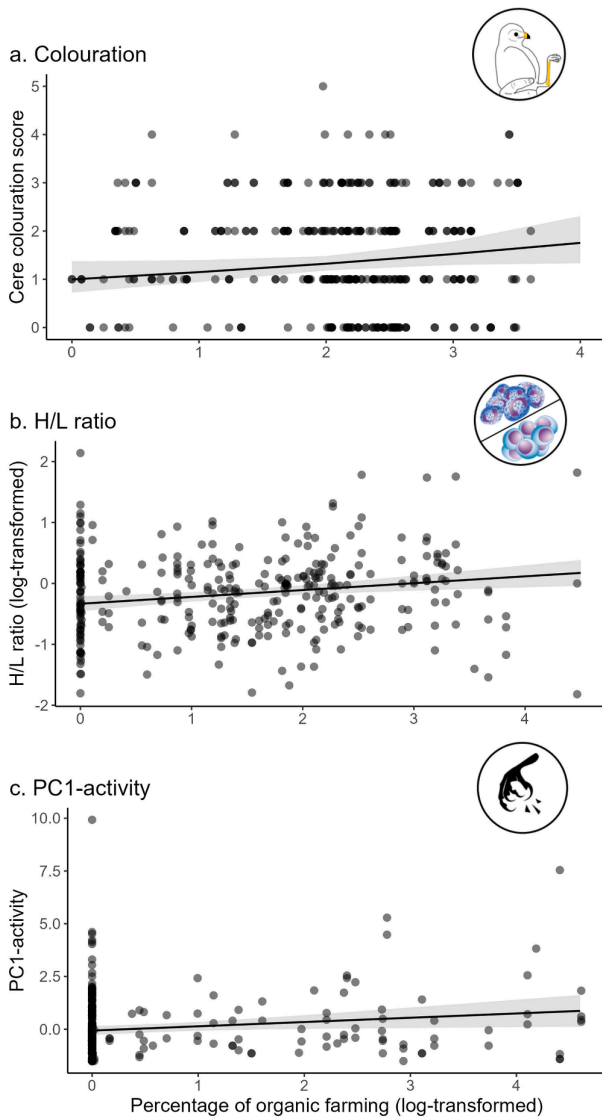 a. Colouration
5
4
3
2
1
0
Cere colouration score
0 1 2 3 4
b. H/L ratio
2
1
0
-1
-2
H/L ratio (log-transformed)
0 1 2 3 4
c. PC1-activity
10.0
7.5
5.0
2.5
0.0
PC1-activity
0 1 2 3 4
Percentage of organic farming (log-transformed)